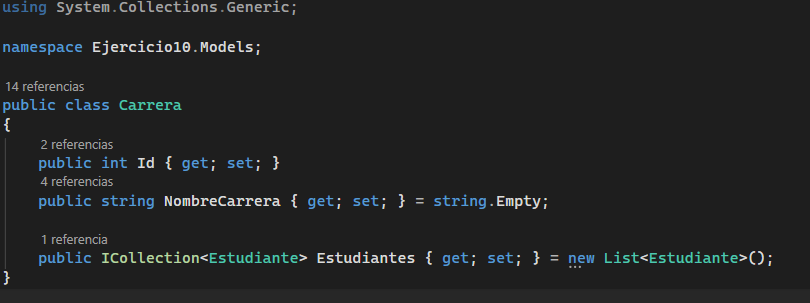 using System.Collections.Generic;
namespace Ejercicio10.Models;
14 referencias
public class Carrera
{
2 referencias
public int Id { get; set; }
4 referencias
public string NombreCarrera { get; set; } = string.Empty;
1 referencia
public ICollection<Estudiante> Estudiantes { get; set; } = new List<Estudiante>();
}